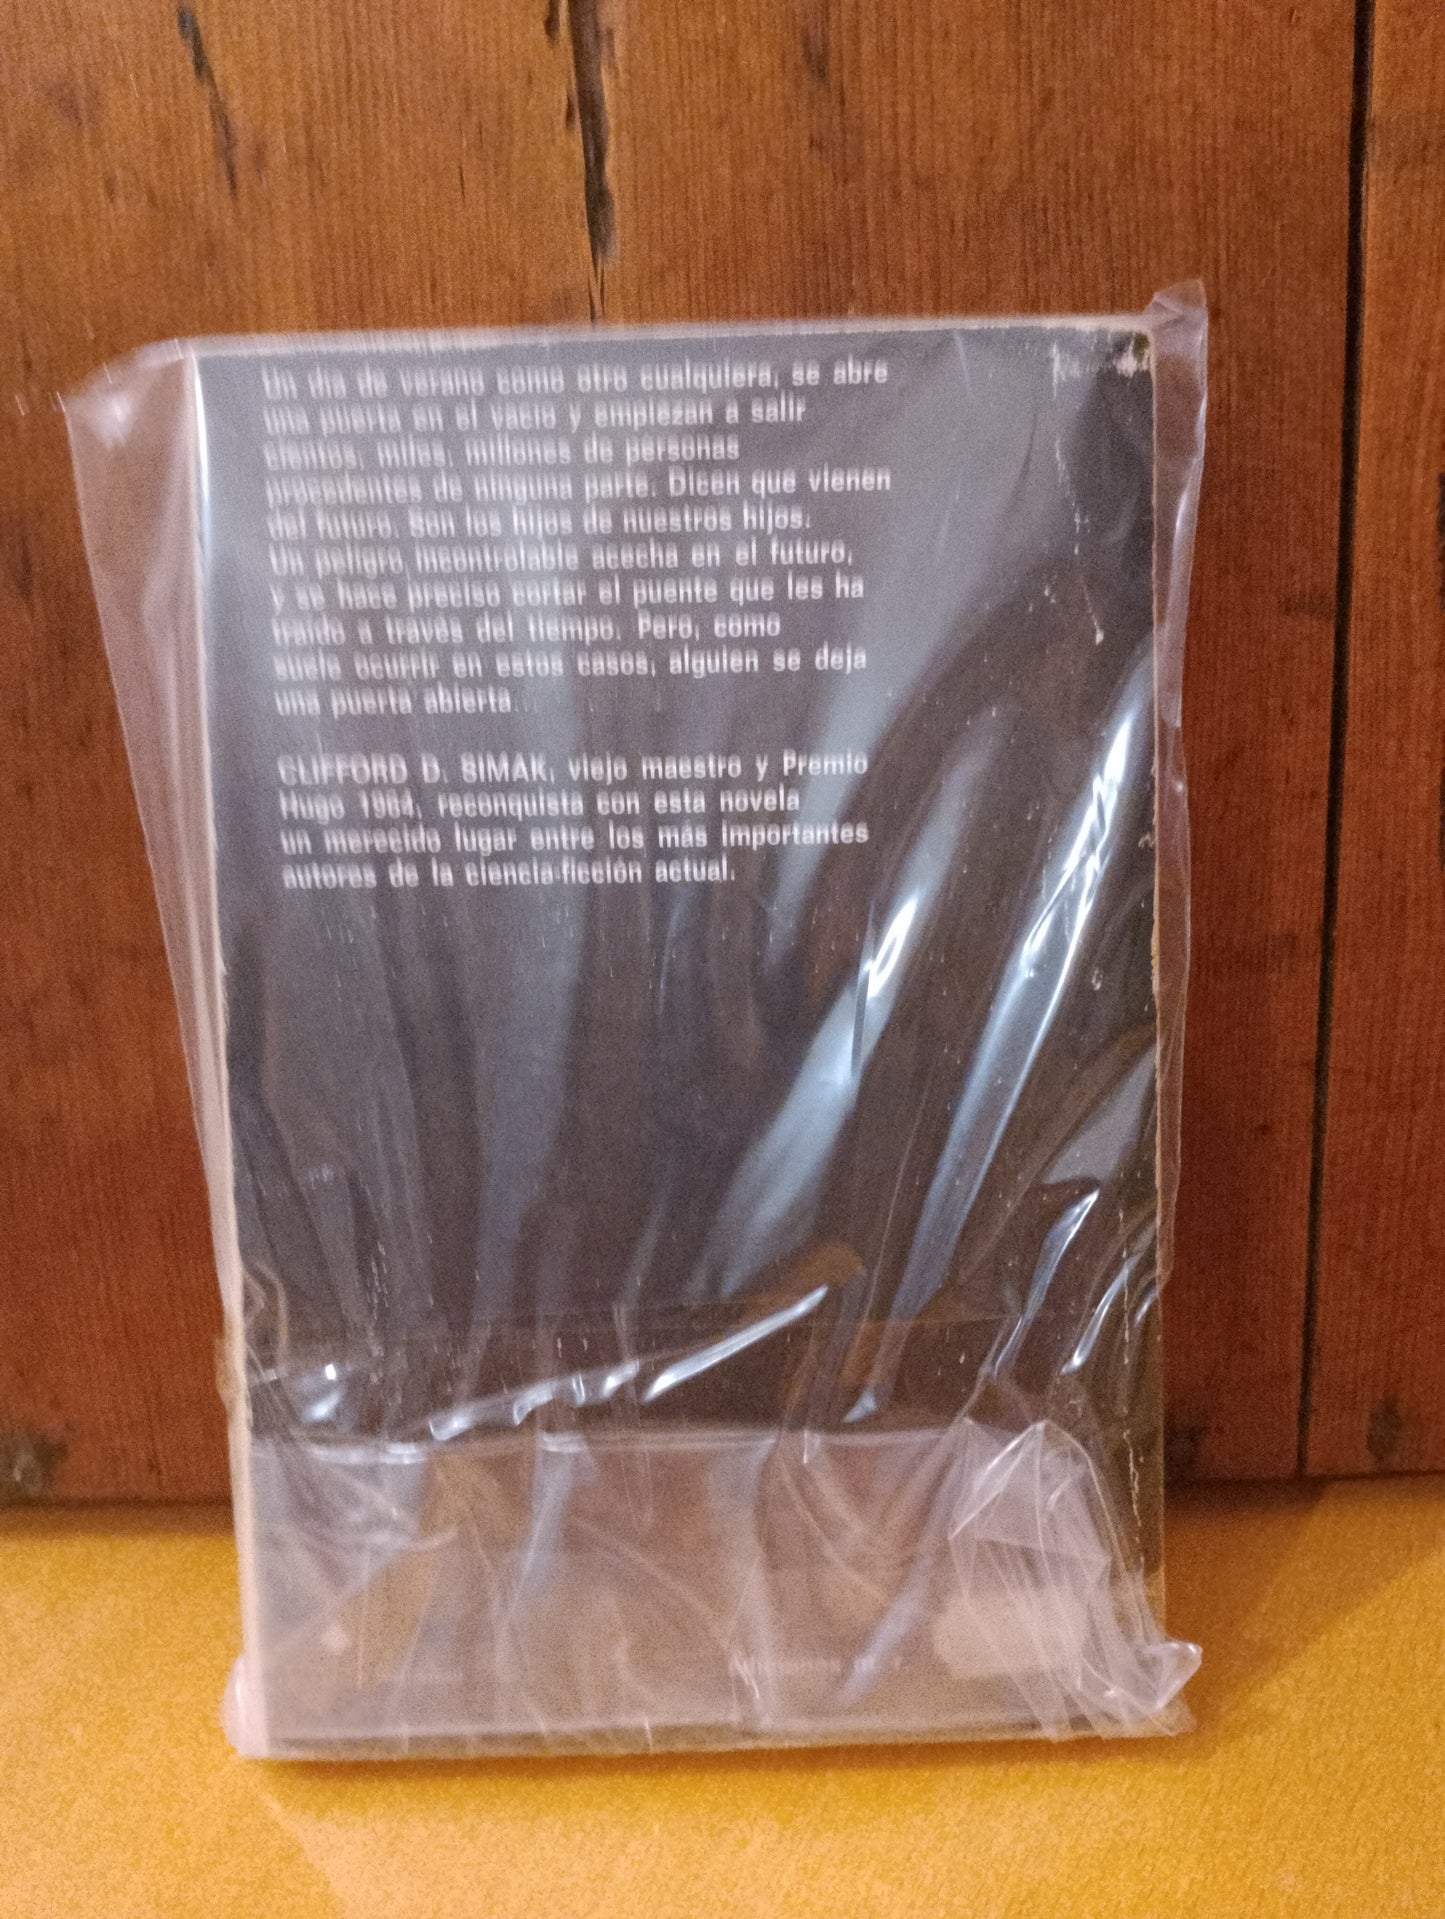 Un día de verano como otro cualquiera, se abre
una puerta en el vacío y empiezan a salir
cientos, miles, millones de personas
procedentes de ninguna parte. Dicen que vienen
del futuro. Son los hijos de nuestros hijos.
Un peligro incontrolable acecha en el futuro,
y se hace preciso cortar el puente que les ha
traído a través del tiempo. Pero, como
suele ocurrir en estos casos, alguien se deja
una puerta abierta.
CLIFFORD D. SIMAK, viejo maestro y Premio
Hugo 1964, reconquista con esta novela
un merecido lugar entre los más importantes
autores de la ciencia-ficción actual.